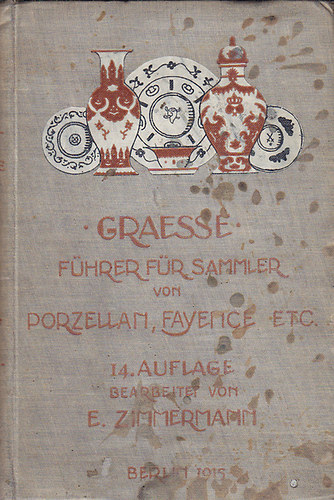 · GRAESSE ·
FÜHRER FÜR SAMMLER
VON
PORZELLAN, FAYENCE ETC.
14. AUFLAGE
BEARBEITET VON
E. ZIMMERMANN
BERLIN 1915